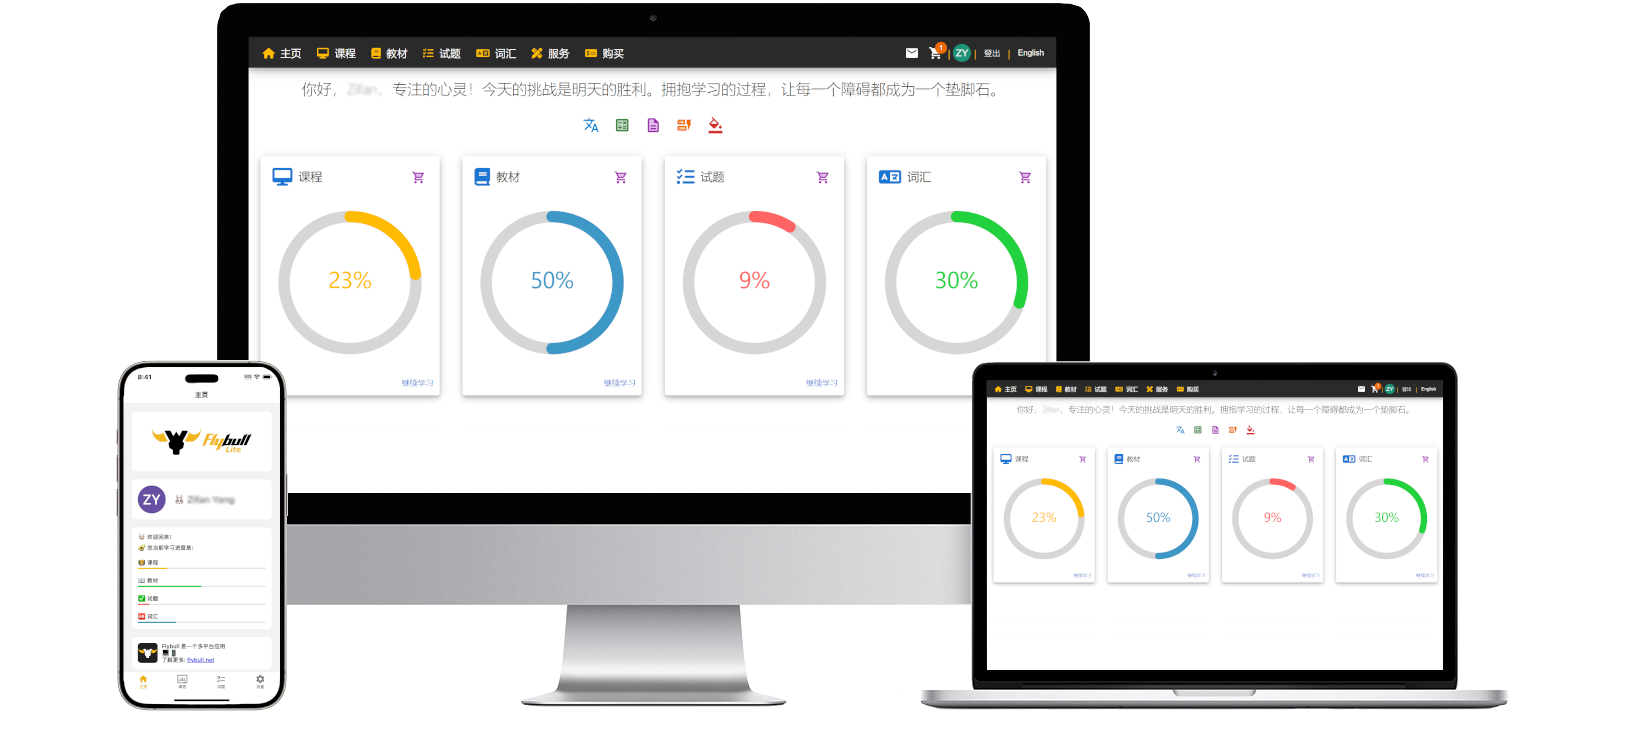 主页 课程 教材 试题 词汇 服务 购买 1 | ZY | 登出 | English
你好，Zifan，专注的心灵！今天的挑战是明天的胜利。拥抱学习的过程，让每一个障碍都成为一个垫脚石。
课程 教材 试题 词汇
23% 50% 9% 30%
继续学习 继续学习 继续学习
8:41
主页
Flybull
Lite
ZY Zifan Yang
欢迎回来！
您当前学习进度是：
课程
教材
试题
词汇
Flybull 是一个多平台应用
了解更多: flybull.net
主页 课程 试题 设置
主页 课程 教材 试题 词汇 服务 购买 1 | ZY | 登出 | English
你好，Zifan，专注的心灵！今天的挑战是明天的胜利。拥抱学习的过程，让每一个障碍都成为一个垫脚石。
课程 教材 试题 词汇
23% 50% 9% 30%
继续学习 继续学习 继续学习 继续学习